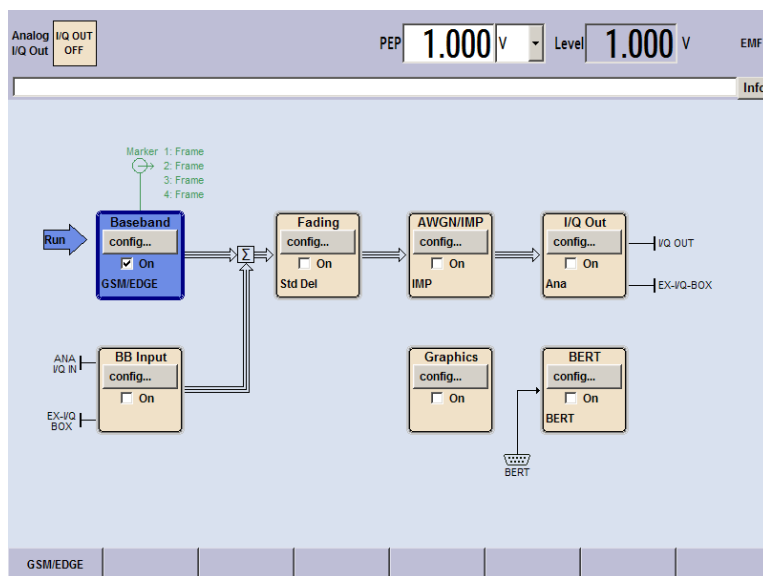 Analog I/Q OUT
I/Q Out OFF
PEP 1.000 V Level 1.000 V EMF
Info
Marker 1: Frame
2: Frame
3: Frame
4: Frame
Run
Baseband
config...
On
GSM/EDGE
Σ
Fading
config...
On
Std Del
AWGN/IMP
config...
On
IMP
I/Q Out
config...
On
Ana
I/Q OUT
EX-I/Q-BOX
ANA
I/Q IN
EX-I/Q
BOX
BB Input
config...
On
Graphics
config...
On
BERT
config...
On
BERT
BERT
GSM/EDGE